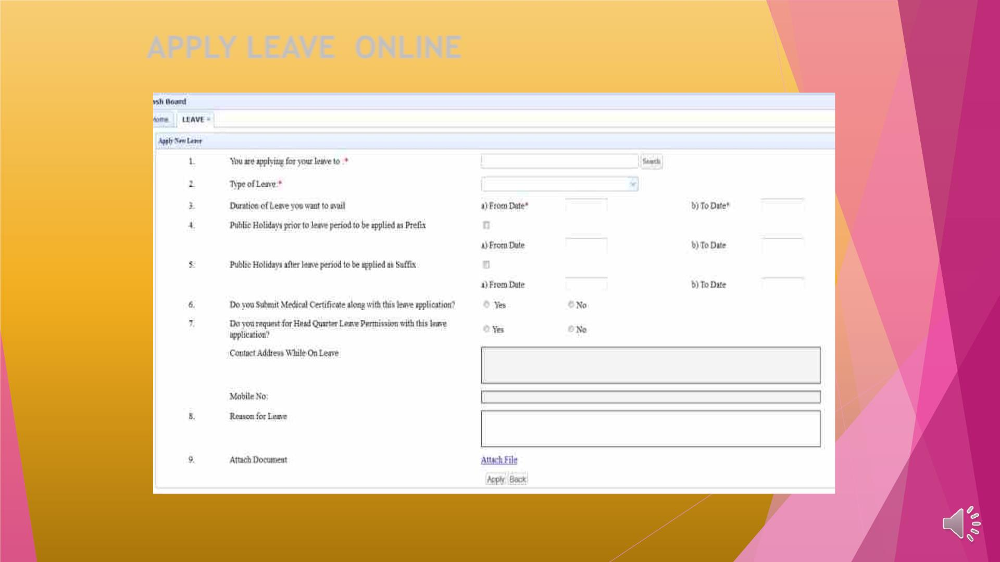 APPLY LEAVE ONLINE
ash Board
Home LEAVE ×
Apply New Leave
1. You are applying for your leave to :* Search
2. Type of Leave:*
3. Duration of Leave you want to avail a) From Date* b) To Date*
4. Public Holidays prior to leave period to be applied as Prefix
a) From Date b) To Date
5. Public Holidays after leave period to be applied as Suffix
a) From Date b) To Date
6. Do you Submit Medical Certificate along with this leave application? Yes No
7. Do you request for Head Quarter Leave Permission with this leave
application? Yes No
Contact Address While On Leave
Mobile No:
8. Reason for Leave
9. Attach Document Attach File
Apply Back